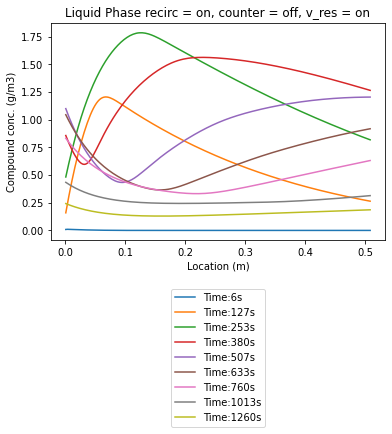 Liquid Phase recirc = on, counter = off, v_res = on
Compound conc. (g/m3)
1.75
1.50
1.25
1.00
0.75
0.50
0.25
0.00
0.0 0.1 0.2 0.3 0.4 0.5
Location (m)
Time:6s
Time:127s
Time:253s
Time:380s
Time:507s
Time:633s
Time:760s
Time:1013s
Time:1260s